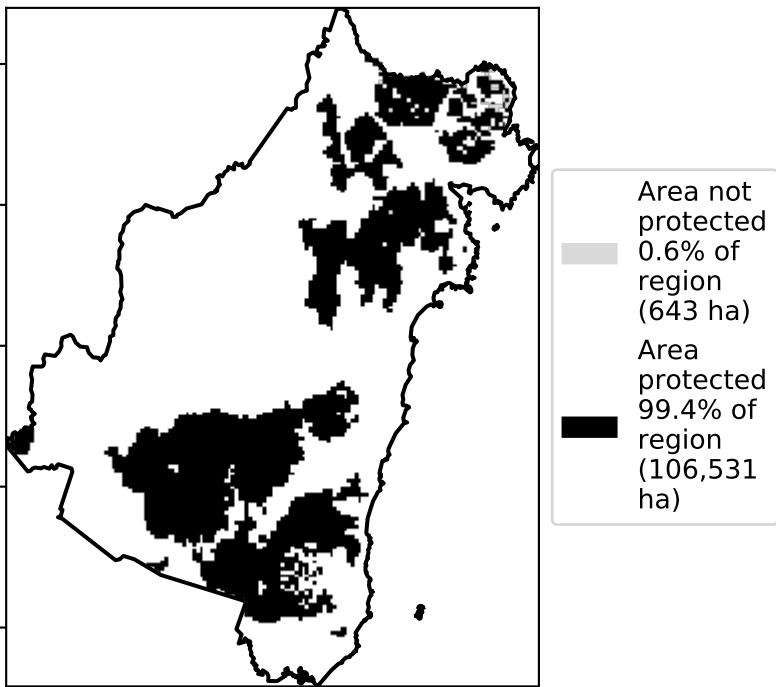 Area not
protected
0.6% of
region
(643 ha)
Area
protected
99.4% of
region
(106,531
ha)